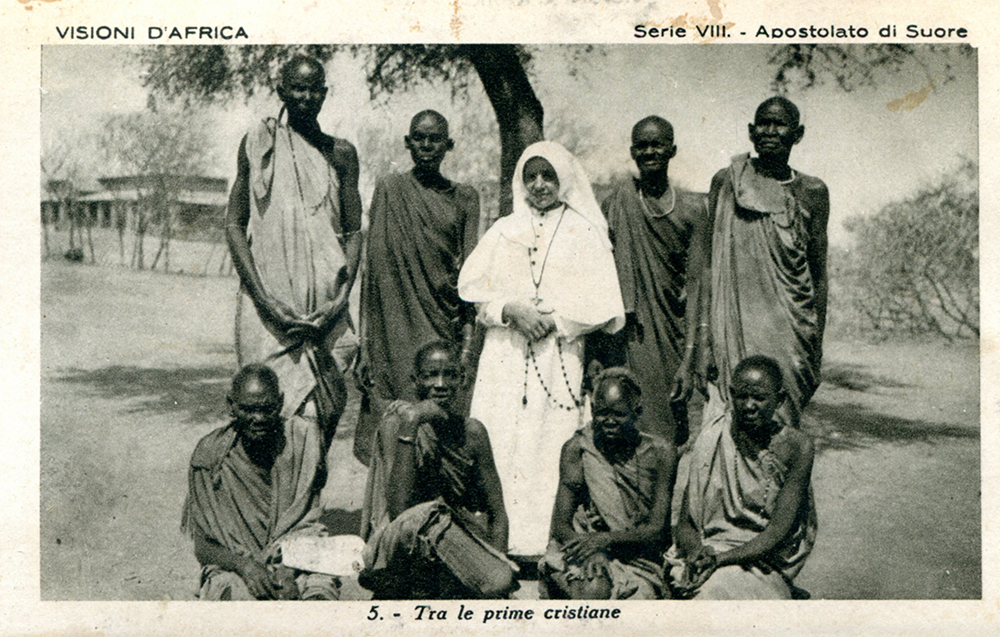 VISIONI D'AFRICA
Serie VIII. - Apostolato di Suore
5. - Tra le prime cristiane